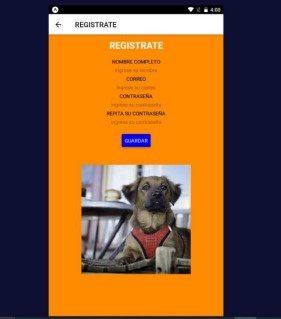 4:00
REGISTRATE
REGISTRATE
NOMBRE COMPLETO
Ingrese su nombre
CORREO
Ingrese su correo
CONTRASEÑA
Ingrese su contraseña
REPITA SU CONTRASEÑA
Ingrese su contraseña
GUARDAR